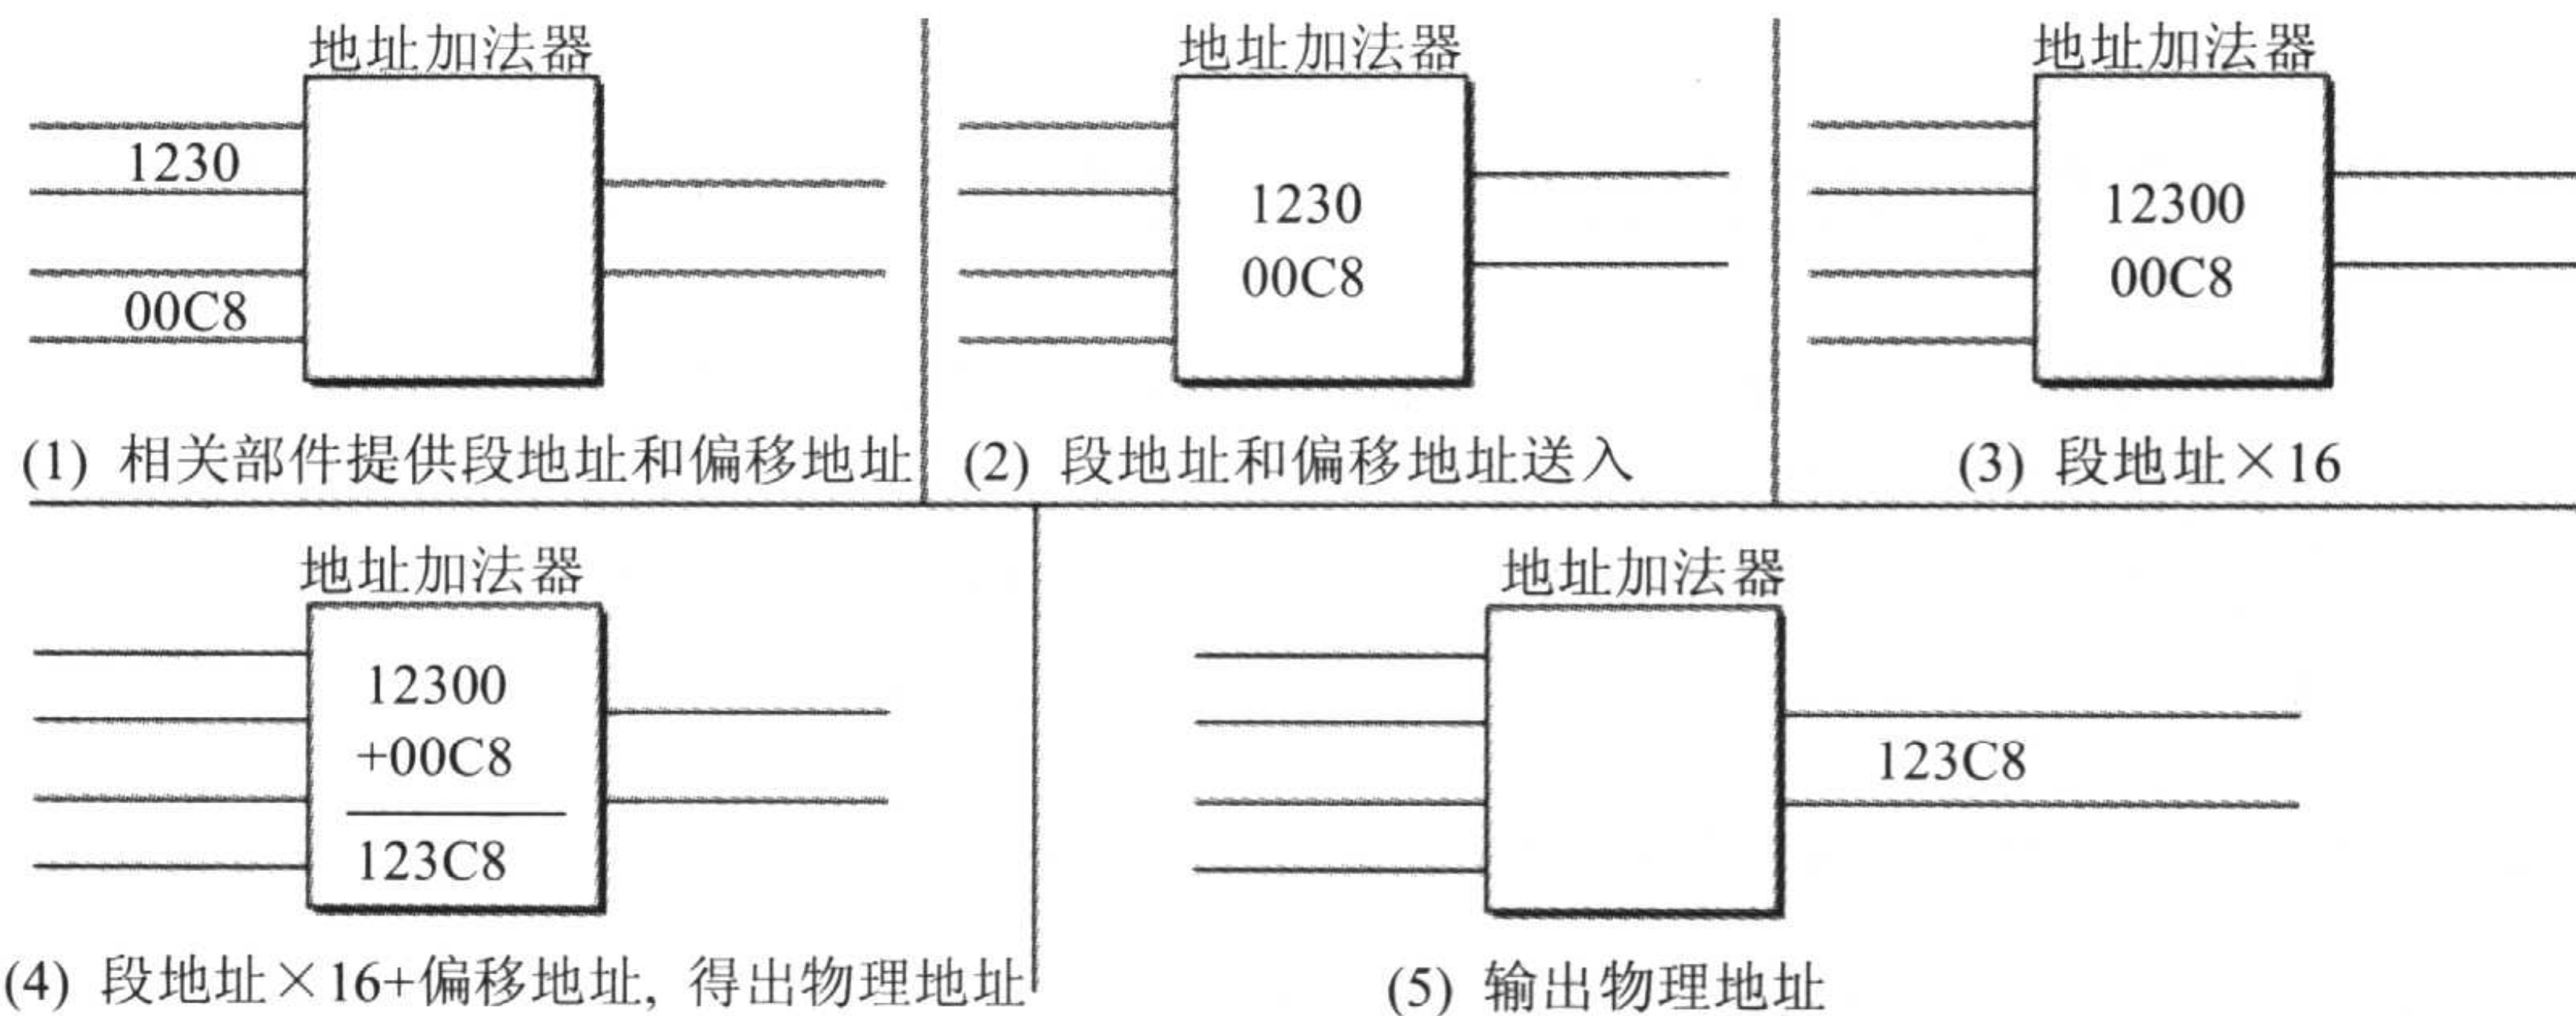 地址加法器
1230
00C8
(1) 相关部件提供段地址和偏移地址
地址加法器
1230
00C8
(2) 段地址和偏移地址送入
地址加法器
12300
00C8
(3) 段地址×16
地址加法器
12300
+00C8
123C8
(4) 段地址×16+偏移地址, 得出物理地址
地址加法器
123C8
(5) 输出物理地址